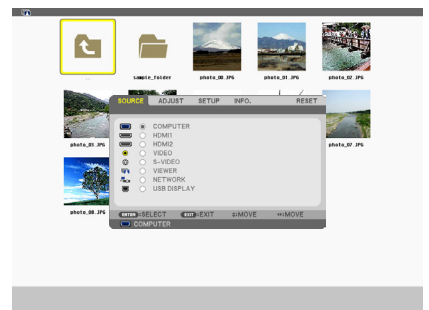 ..
sample_folder
photo_00.JPG
photo_01.JPG
photo_02.JPG
SOURCE ADJUST SETUP INFO. RESET
COMPUTER
HDMI1
HDMI2
VIDEO
S-VIDEO
VIEWER
NETWORK
USB DISPLAY
photo_03.JPG
photo_07.JPG
photo_08.JPG
ENTER :SELECT EXIT :EXIT ↕:MOVE ↔:MOVE
COMPUTER